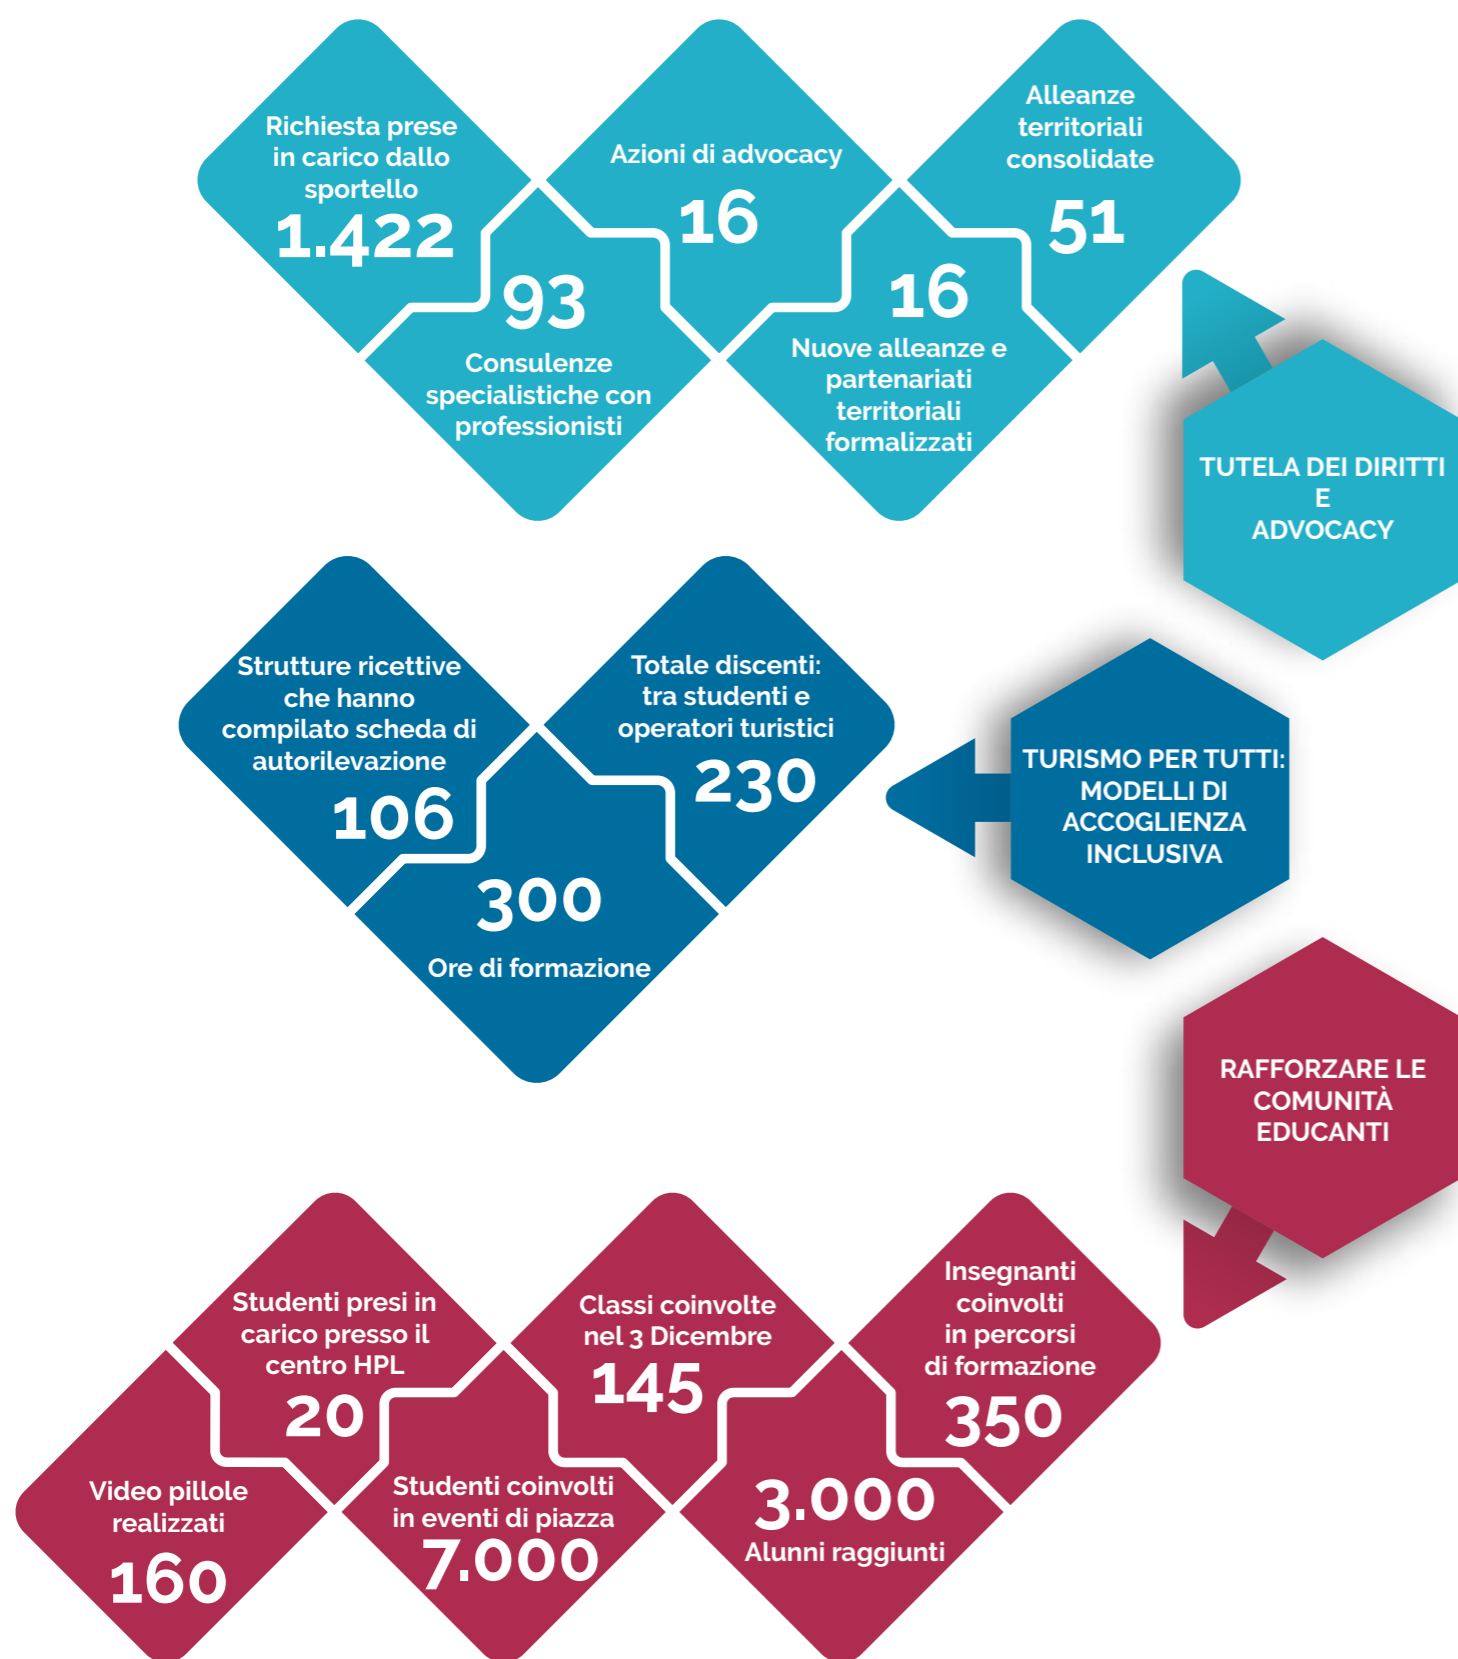 Richiesta prese
in carico dallo
sportello
1.422
93
Consulenze
specialistiche con
professionisti
Azioni di advocacy
16
16
Nuove alleanze e
partenariati
territoriali
formalizzati
Alleanze
territoriali
consolidate
51
TUTELA DEI DIRITTI
E
ADVOCACY
Strutture ricettive
che hanno
compilato scheda di
autorilevazione
106
300
Ore di formazione
Totale discenti:
tra studenti e
operatori turistici
230
TURISMO PER TUTTI:
MODELLI DI
ACCOGLIENZA
INCLUSIVA
RAFFORZARE LE
COMUNITÀ
EDUCANTI
Video pillole
realizzati
160
Studenti presi in
carico presso il
centro HPL
20
Studenti coinvolti
in eventi di piazza
7.000
Classi coinvolte
nel 3 Dicembre
145
3.000
Alunni raggiunti
Insegnanti
coinvolti
in percorsi
di formazione
350